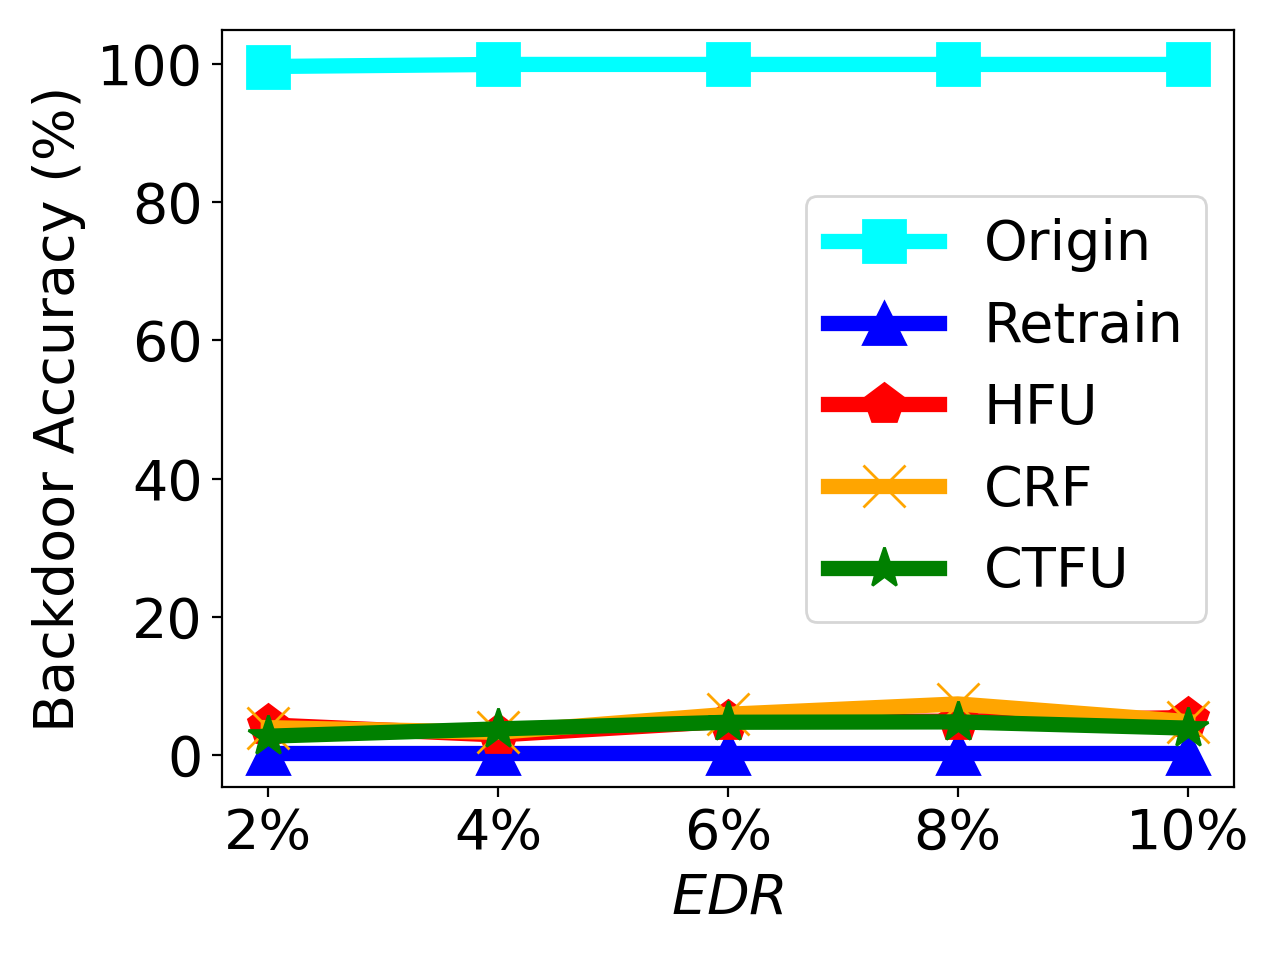 Backdoor Accuracy (%)
100
80
60
40
20
0
Origin
Retrain
HFU
CRF
CTFU
2% 4% 6% 8% 10%
EDR